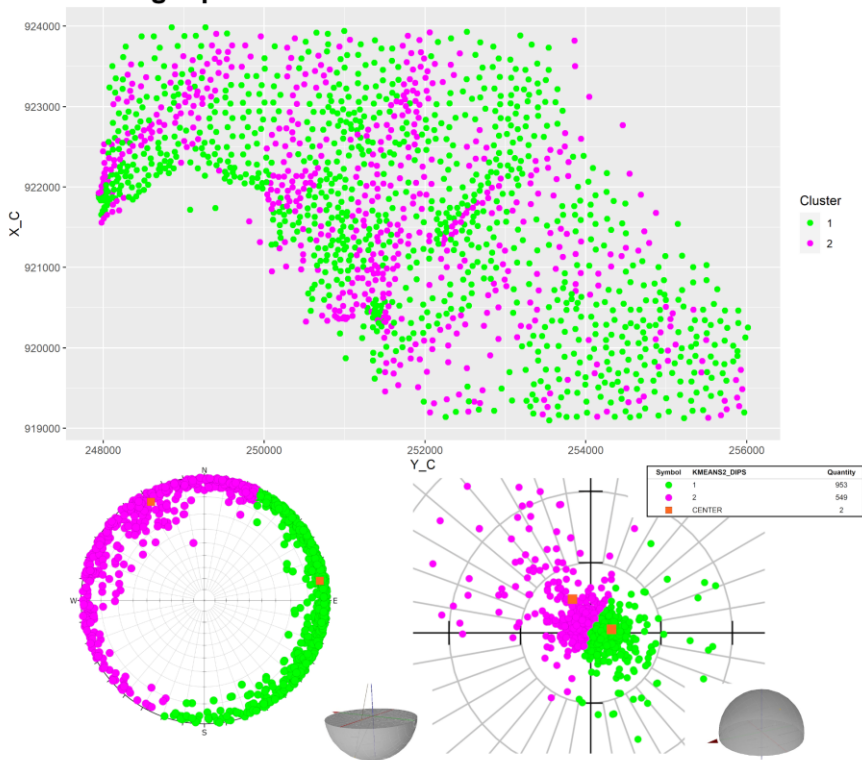 924000
923000
922000
921000
920000
919000
X_C
248000
250000
252000
254000
256000
Y_C
Cluster
1
2
Symbol KMEANS2_DIPS Quantity
1 953
2 549
CENTER 2
N
W
E
S